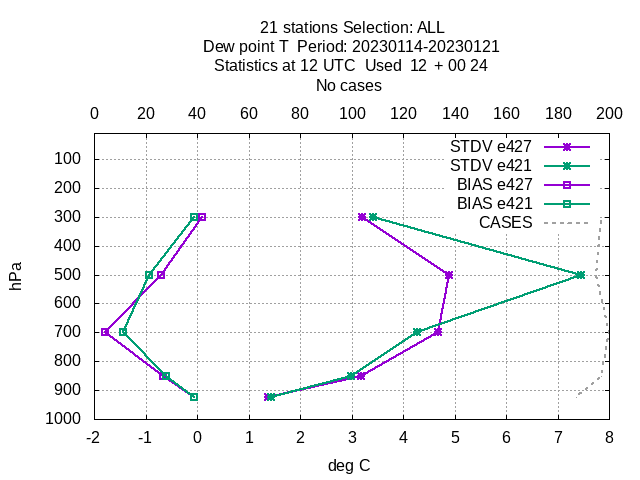 21 stations Selection: ALL
Dew point T  Period: 20230114-20230121
Statistics at 12 UTC  Used  12  + 00 24
No cases
0 20 40 60 80 100 120 140 160 180 200
STDV e427
STDV e421
BIAS e427
BIAS e421
CASES
100
200
300
400
500
600
700
800
900
1000
hPa
-2 -1 0 1 2 3 4 5 6 7 8
deg C